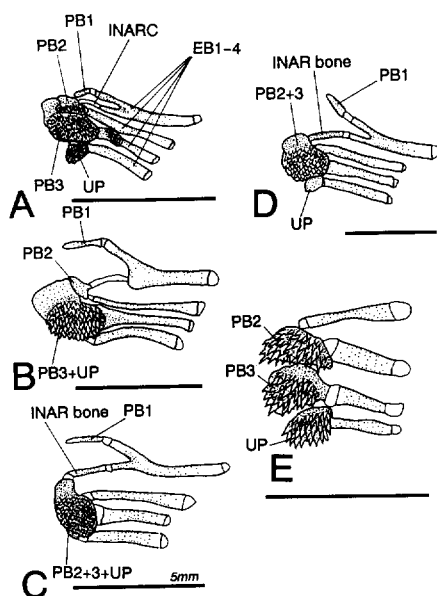 PB1
INARC
PB2
EB1-4
PB3
UP
A
PB1
PB2
PB3+UP
B
INAR bone
PB1
PB2+3+UP
C
5mm
PB1
INAR bone
PB2+3
UP
D
PB2
PB3
UP
E